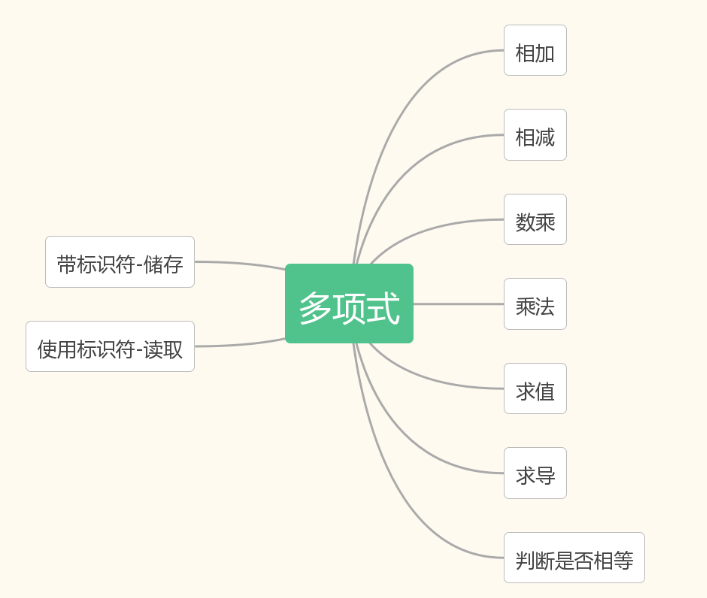 多项式
相加
相减
数乘
乘法
求值
求导
判断是否相等
带标识符-储存
使用标识符-读取